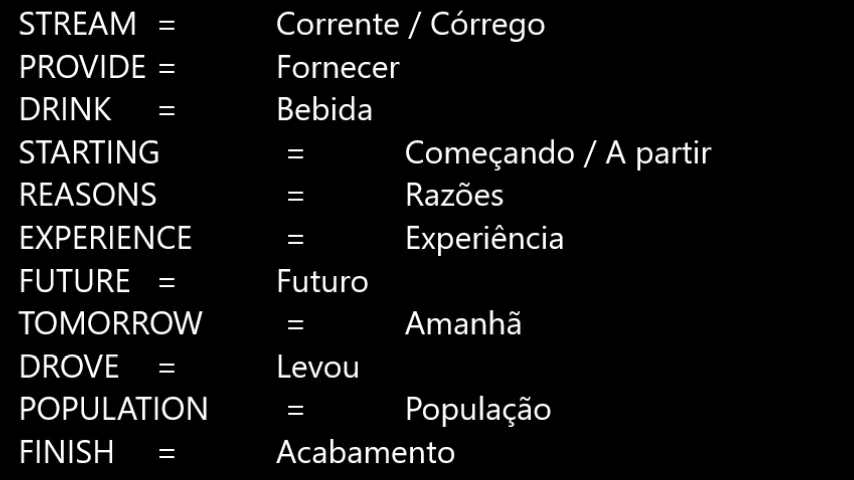 STREAM = Corrente / Córrego
PROVIDE = Fornecer
DRINK = Bebida
STARTING = Começando / A partir
REASONS = Razões
EXPERIENCE = Experiência
FUTURE = Futuro
TOMORROW = Amanhã
DROVE = Levou
POPULATION = População
FINISH = Acabamento